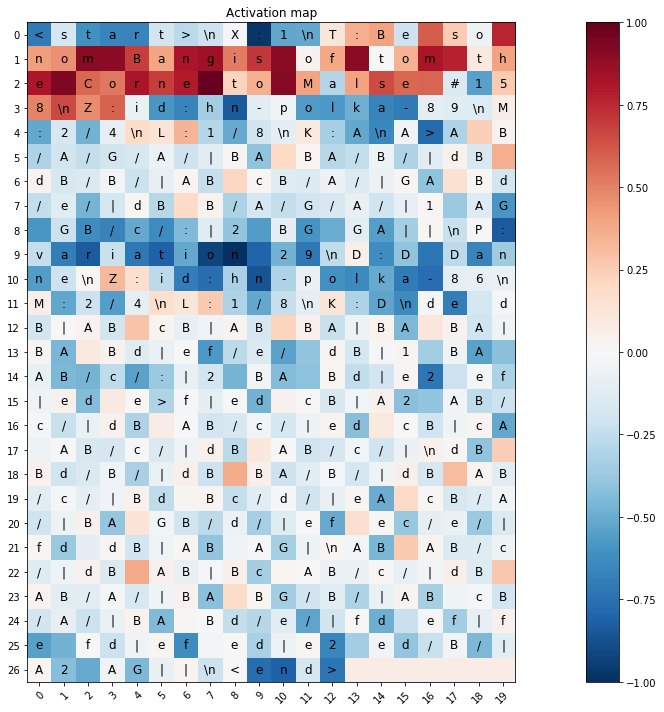 Activation map
0 < s t a r t > \n X : 1 \n T : B e s o 1.00
1 n o m B a n g i s o f t o m t h
2 e C o r n e t o M a l s e # 1 5 0.75
3 8 \n Z : i d : h n - p o l k a - 8 9 \n M
4 : 2 / 4 \n L : 1 / 8 \n K : A \n A > A B
5 / A / G / A / | B A B A / B / | d B 0.50
6 d B / B / | A B c B / A / | G A B d
7 / e / | d B B / A / G / A / | 1 A G
8 G B / c / : | 2 B G G A | | \n P : 0.25
9 v a r i a t i o n 2 9 \n D : D D a n
10 n e \n Z : i d : h n - p o l k a - 8 6 \n
11 M : 2 / 4 \n L : 1 / 8 \n K : D \n d e d
12 B | A B c B | A B B A | B A B A |
13 B A B d | e f / e / d B | 1 B A 0.00
14 A B / c / : | 2 B A B d | e 2 e f
15 | e d e > f | e d c B | A 2 A B /
16 c / | d B A B / c / | e d c B | c A −0.25
17 A B / c / | d B A B / c / | \n d B
18 B d / B / | d B B A / B / | d B A B
19 / c / | B d B c / d / | e A c B / A
20 / | B A G B / d / | e f e c / e / | −0.50
21 f d d B | A B A G | \n A B A B / c
22 / | d B A B | B c A B / c / | d B
23 A B / A / | B A B G / B / | A B c B −0.75
24 / A / | B A B d / e / | f d e f | f
25 e f d | e f e d | e 2 e d / B / |
26 A 2 A G | | \n < e n d > −1.00
0 1 2 3 4 5 6 7 8 9 10 11 12 13 14 15 16 17 18 19